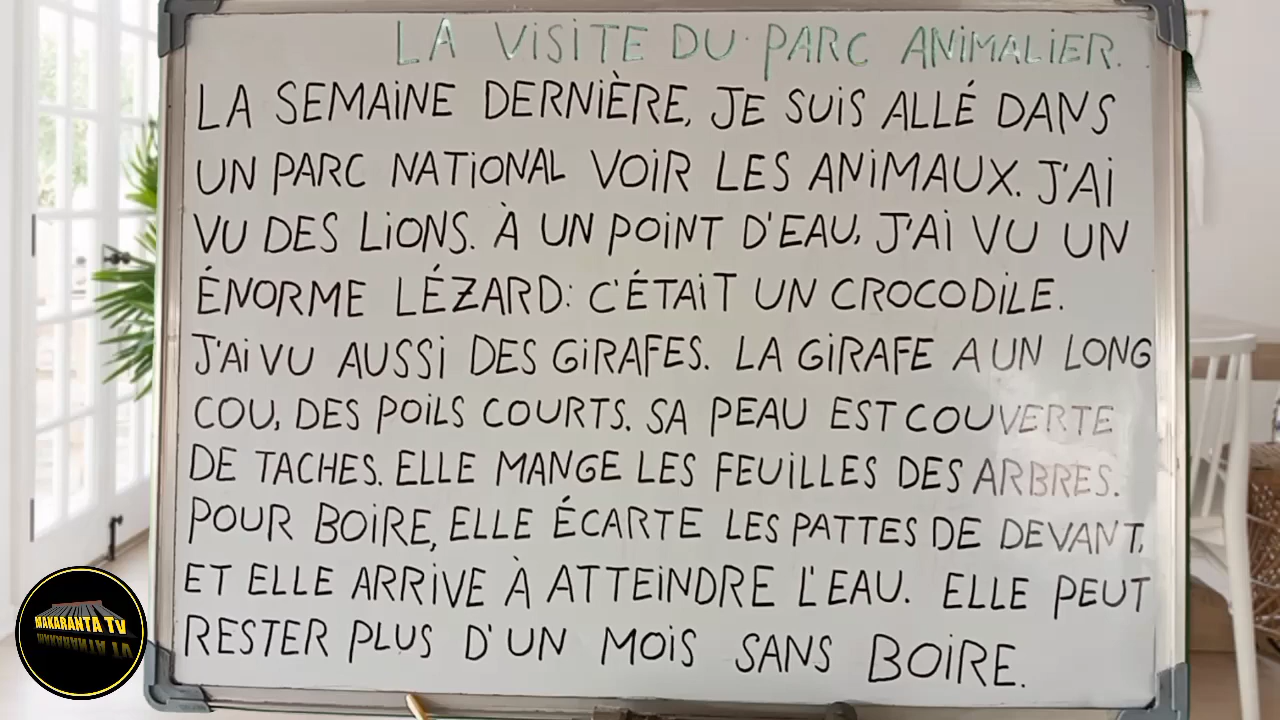 LA VISITE DU PARC ANIMALIER.
LA SEMAINE DERNIÈRE, JE SUIS ALLÉ DANS
UN PARC NATIONAL VOIR LES ANIMAUX. J'AI
VU DES LIONS. À UN POINT D'EAU, J'AI VU UN
ÉNORME LÉZARD: C'ÉTAIT UN CROCODILE.
J'AI VU AUSSI DES GIRAFES. LA GIRAFE A UN LONG
COU, DES POILS COURTS. SA PEAU EST COUVERTE
DE TACHES. ELLE MANGE LES FEUILLES DES ARBRES.
POUR BOIRE, ELLE ÉCARTE LES PATTES DE DEVANT,
ET ELLE ARRIVE À ATTEINDRE L'EAU. ELLE PEUT
RESTER PLUS D'UN MOIS SANS BOIRE.
MAKARANTA TV